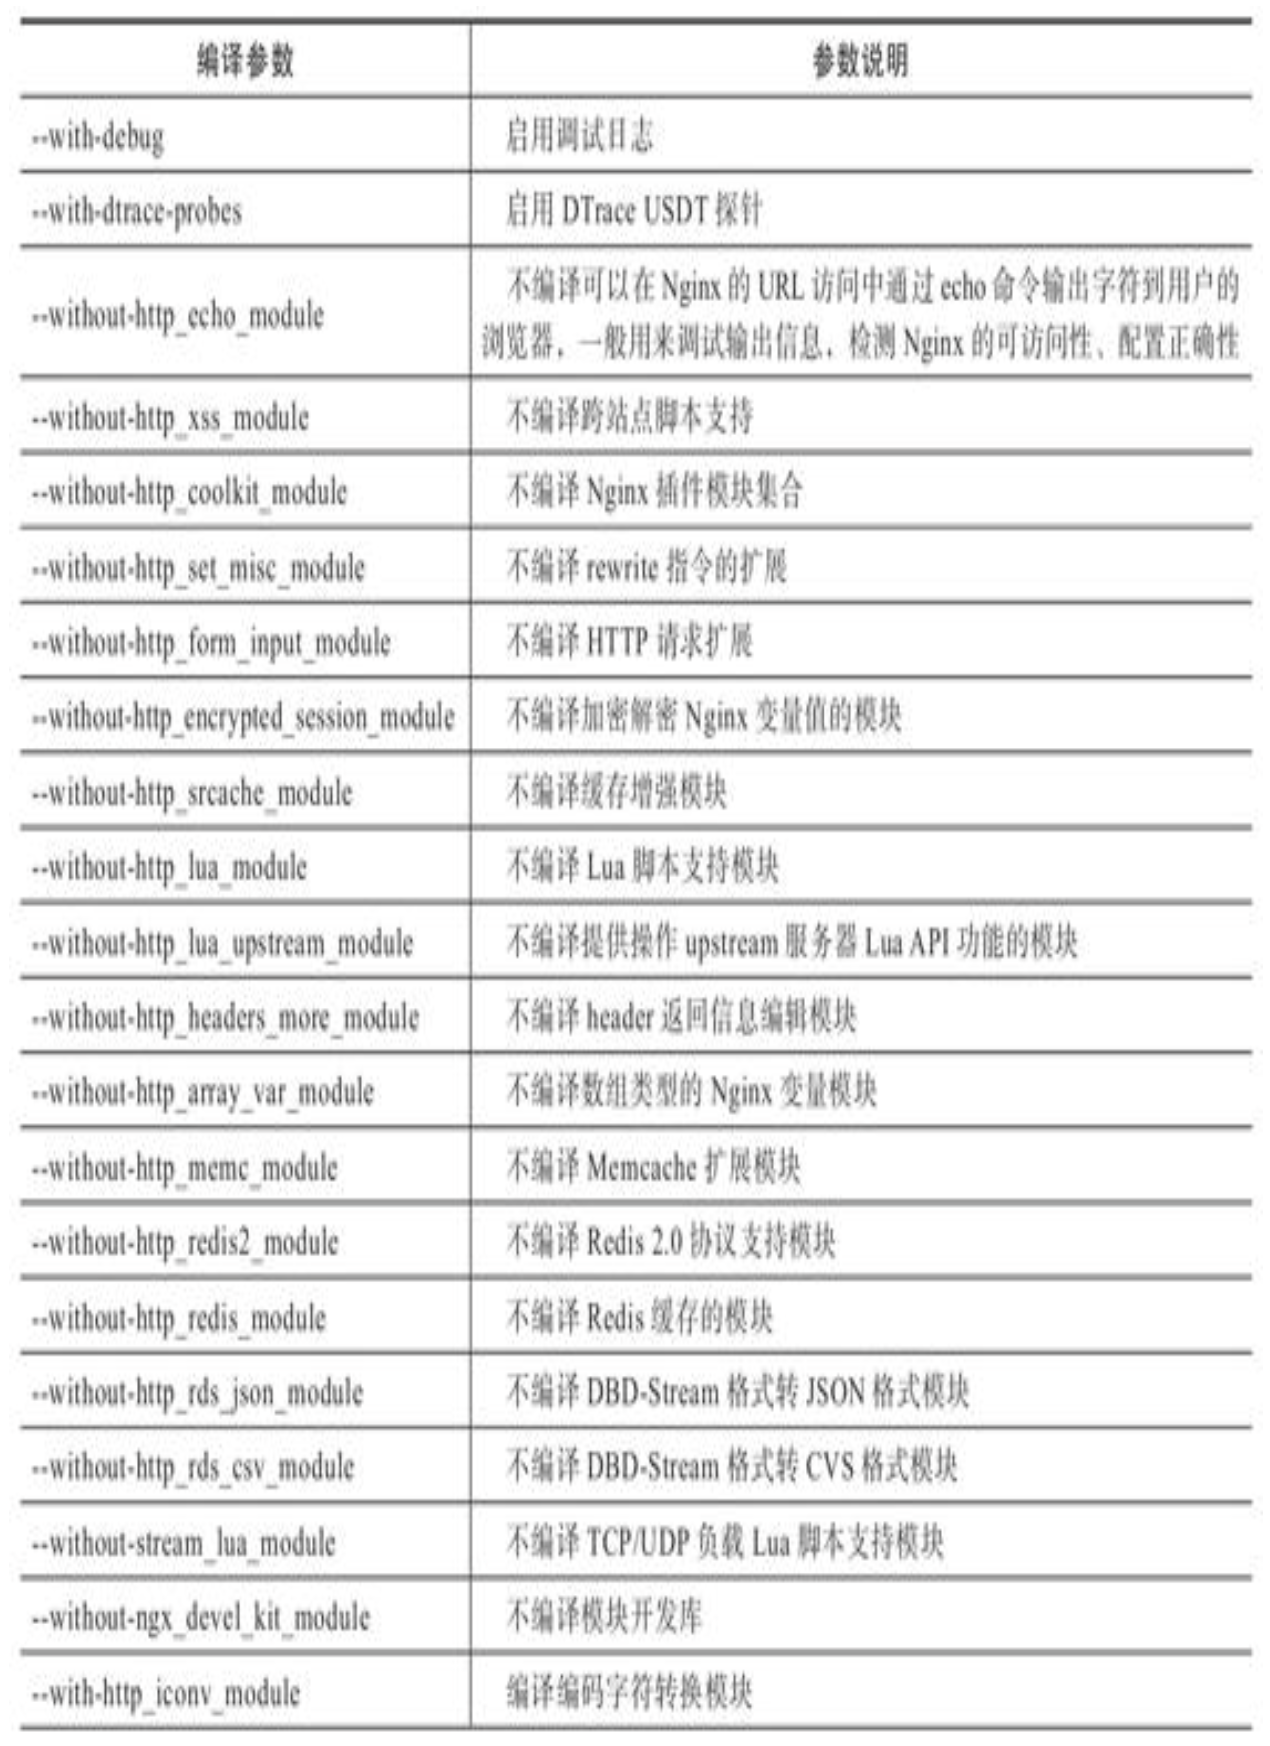 编译参数 参数说明
--with-debug 启用调试日志
--with-dtrace-probes 启用 DTrace USDT 探针
--without-http_echo_module 不编译可以在 Nginx 的 URL 访问中通过 echo 命令输出字符到用户的
浏览器，一般用来调试输出信息，检测 Nginx 的可访问性、配置正确性
--without-http_xss_module 不编译跨站点脚本支持
--without-http_coolkit_module 不编译 Nginx 插件模块集合
--without-http_set_misc_module 不编译 rewrite 指令的扩展
--without-http_form_input_module 不编译 HTTP 请求扩展
--without-http_encrypted_session_module 不编译加密解密 Nginx 变量值的模块
--without-http_srcache_module 不编译缓存增强模块
--without-http_lua_module 不编译 Lua 脚本支持模块
--without-http_lua_upstream_module 不编译提供操作 upstream 服务器 Lua API 功能的模块
--without-http_headers_more_module 不编译 header 返回信息编辑模块
--without-http_array_var_module 不编译数组类型的 Nginx 变量模块
--without-http_memc_module 不编译 Memcache 扩展模块
--without-http_redis2_module 不编译 Redis 2.0 协议支持模块
--without-http_redis_module 不编译 Redis 缓存的模块
--without-http_rds_json_module 不编译 DBD-Stream 格式转 JSON 格式模块
--without-http_rds_csv_module 不编译 DBD-Stream 格式转 CVS 格式模块
--without-stream_lua_module 不编译 TCP/UDP 负载 Lua 脚本支持模块
--without-ngx_devel_kit_module 不编译模块开发库
--with-http_iconv_module 编译编码字符转换模块